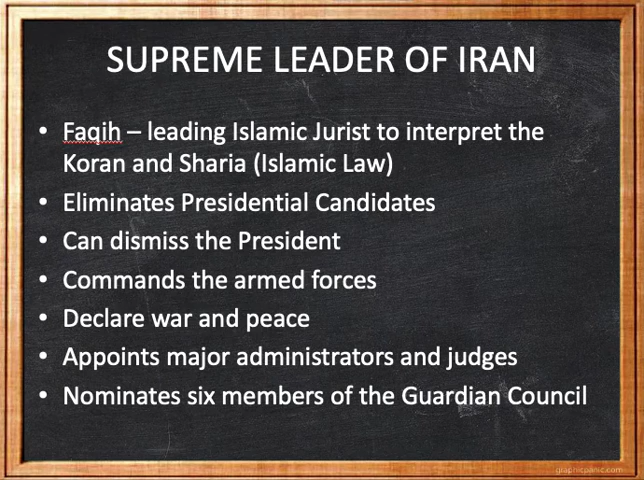 SUPREME LEADER OF IRAN
• Faqih – leading Islamic Jurist to interpret the
Koran and Sharia (Islamic Law)
• Eliminates Presidential Candidates
• Can dismiss the President
• Commands the armed forces
• Declare war and peace
• Appoints major administrators and judges
• Nominates six members of the Guardian Council
graphicpanic.com